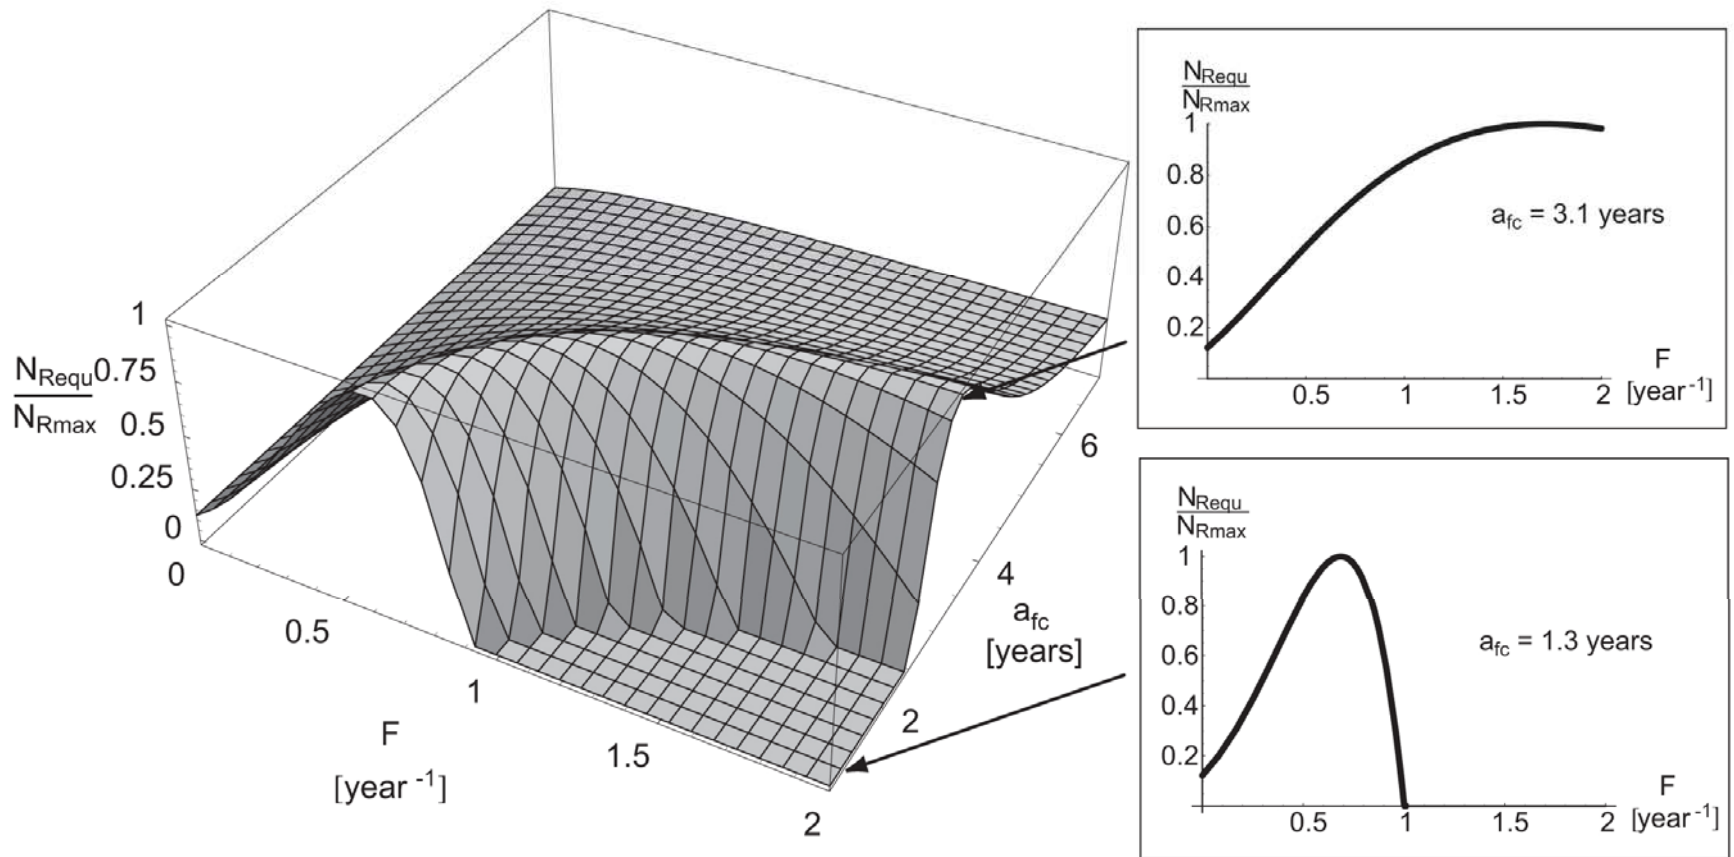 1
N_Requ
N_Rmax
0.75
0.5
0.25
0
0
0.5
1
1.5
2
F
[year -1]
2
4
6
a_fc
[years]
N_Requ
N_Rmax
1
0.8
0.6
0.4
0.2
a_fc = 3.1 years
0.5 1 1.5 2
F
[year-1]
N_Requ
N_Rmax
1
0.8
0.6
0.4
0.2
a_fc = 1.3 years
0.5 1 1.5 2
F
[year-1]